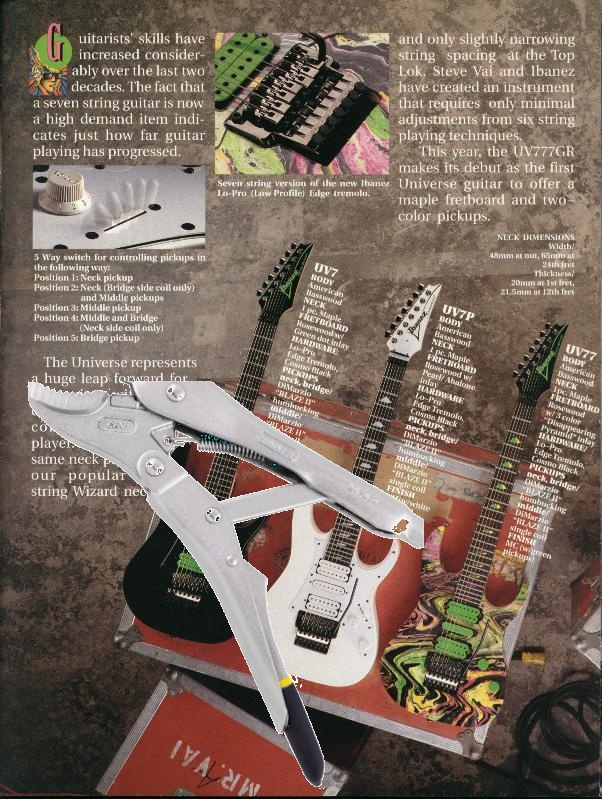 Guitarists' skills have
increased consider-
ably over the last two
decades. The fact that
a seven string guitar is now
a high demand item indi-
cates just how far guitar
playing has progressed.
Seven string version of the new Ibanez
Lo-Pro (Low Profile) Edge tremolo.
and only slightly narrowing
string spacing at the Top
Lok, Steve Vai and Ibanez
have created an instrument
that requires only minimal
adjustments from six string
playing techniques.
This year, the UV777GR
makes its debut as the first
Universe guitar to offer a
maple fretboard and two-
color pickups.
NECK DIMENSIONS
Width/
48mm at nut, 65mm at
24th fret
Thickness/
20mm at 1st fret,
21.5mm at 12th fret
5 Way switch for controlling pickups in
the following way:
Position 1: Neck pickup
Position 2: Neck (Bridge side coil only)
and Middle pickups
Position 3: Middle pickup
Position 4: Middle and Bridge
(Neck side coil only)
Position 5: Bridge pickup
The Universe represents
a huge leap forward for
player
same neck p
our popular
string Wizard nec
UV7
BODY
American
Basswood
NECK
1 pc. Maple
FRETBOARD
Rosewood w/
Green dot inlay
HARDWARE
Lo-Pro
Edge Tremolo,
Cosmo Black
PICKUPS
neck, bridge/
DiMarzio
"BLAZE II"
humbucking
middle/
DiMarzio
"BLAZE II"
UV7P
BODY
American
Basswood
NECK
1 pc. Maple
FRETBOARD
Rosewood w/
Pearl/Abalone
inlay
HARDWARE
Lo-Pro
Edge Tremolo,
Cosmo Black
PICKUPS
neck, bridge/
DiMarzio
"BLAZE II"
humbucking
middle/
DiMarzio
"BLAZE II"
single coil
FINISH
/white
UV77
BODY
American
Basswood
NECK
1 pc. Maple
FRETBOARD
Rosewood
w/3 color
"Disappearing
Pyramid" inlay
HARDWARE/
Lo-Pro
Edge Tremolo,
Cosmo Black
PICKUPS
neck, bridge/
DiMarzio
"BLAZE II"
humbucking
middle/
DiMarzio
"BLAZE II"
single coil
FINISH
MC (w/green
pickups)
MR. VAI